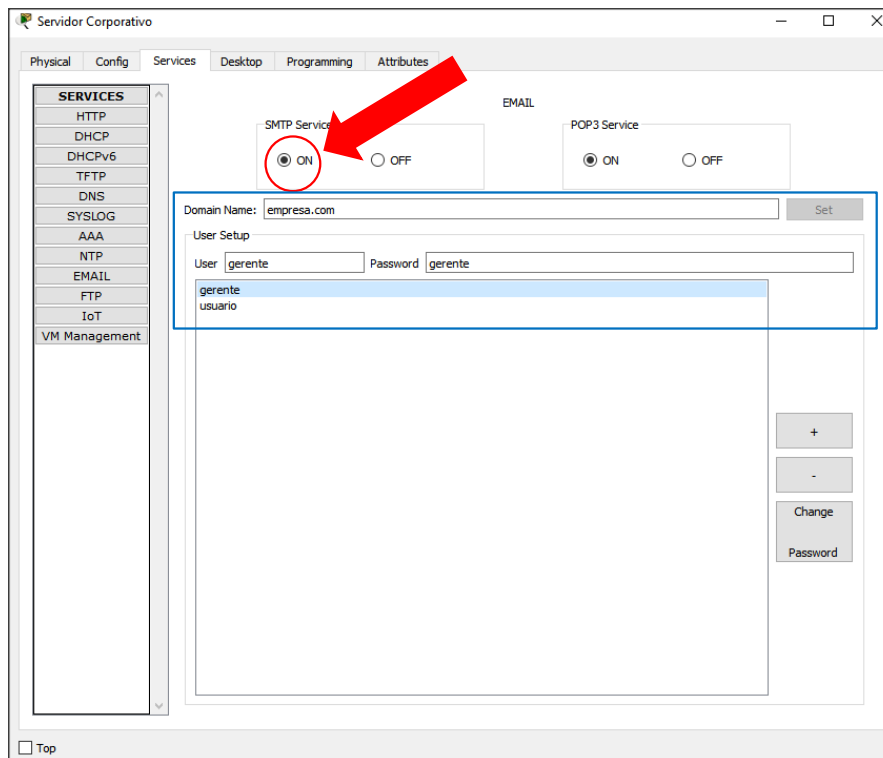 Servidor Corporativo
Physical Config Services Desktop Programming Attributes
SERVICES
HTTP
DHCP
DHCPv6
TFTP
DNS
SYSLOG
AAA
NTP
EMAIL
FTP
IoT
VM Management
EMAIL
SMTP Service
ON OFF
POP3 Service
ON OFF
Domain Name: empresa.com Set
User Setup
User gerente Password gerente
gerente
usuario
+
-
Change
Password
Top